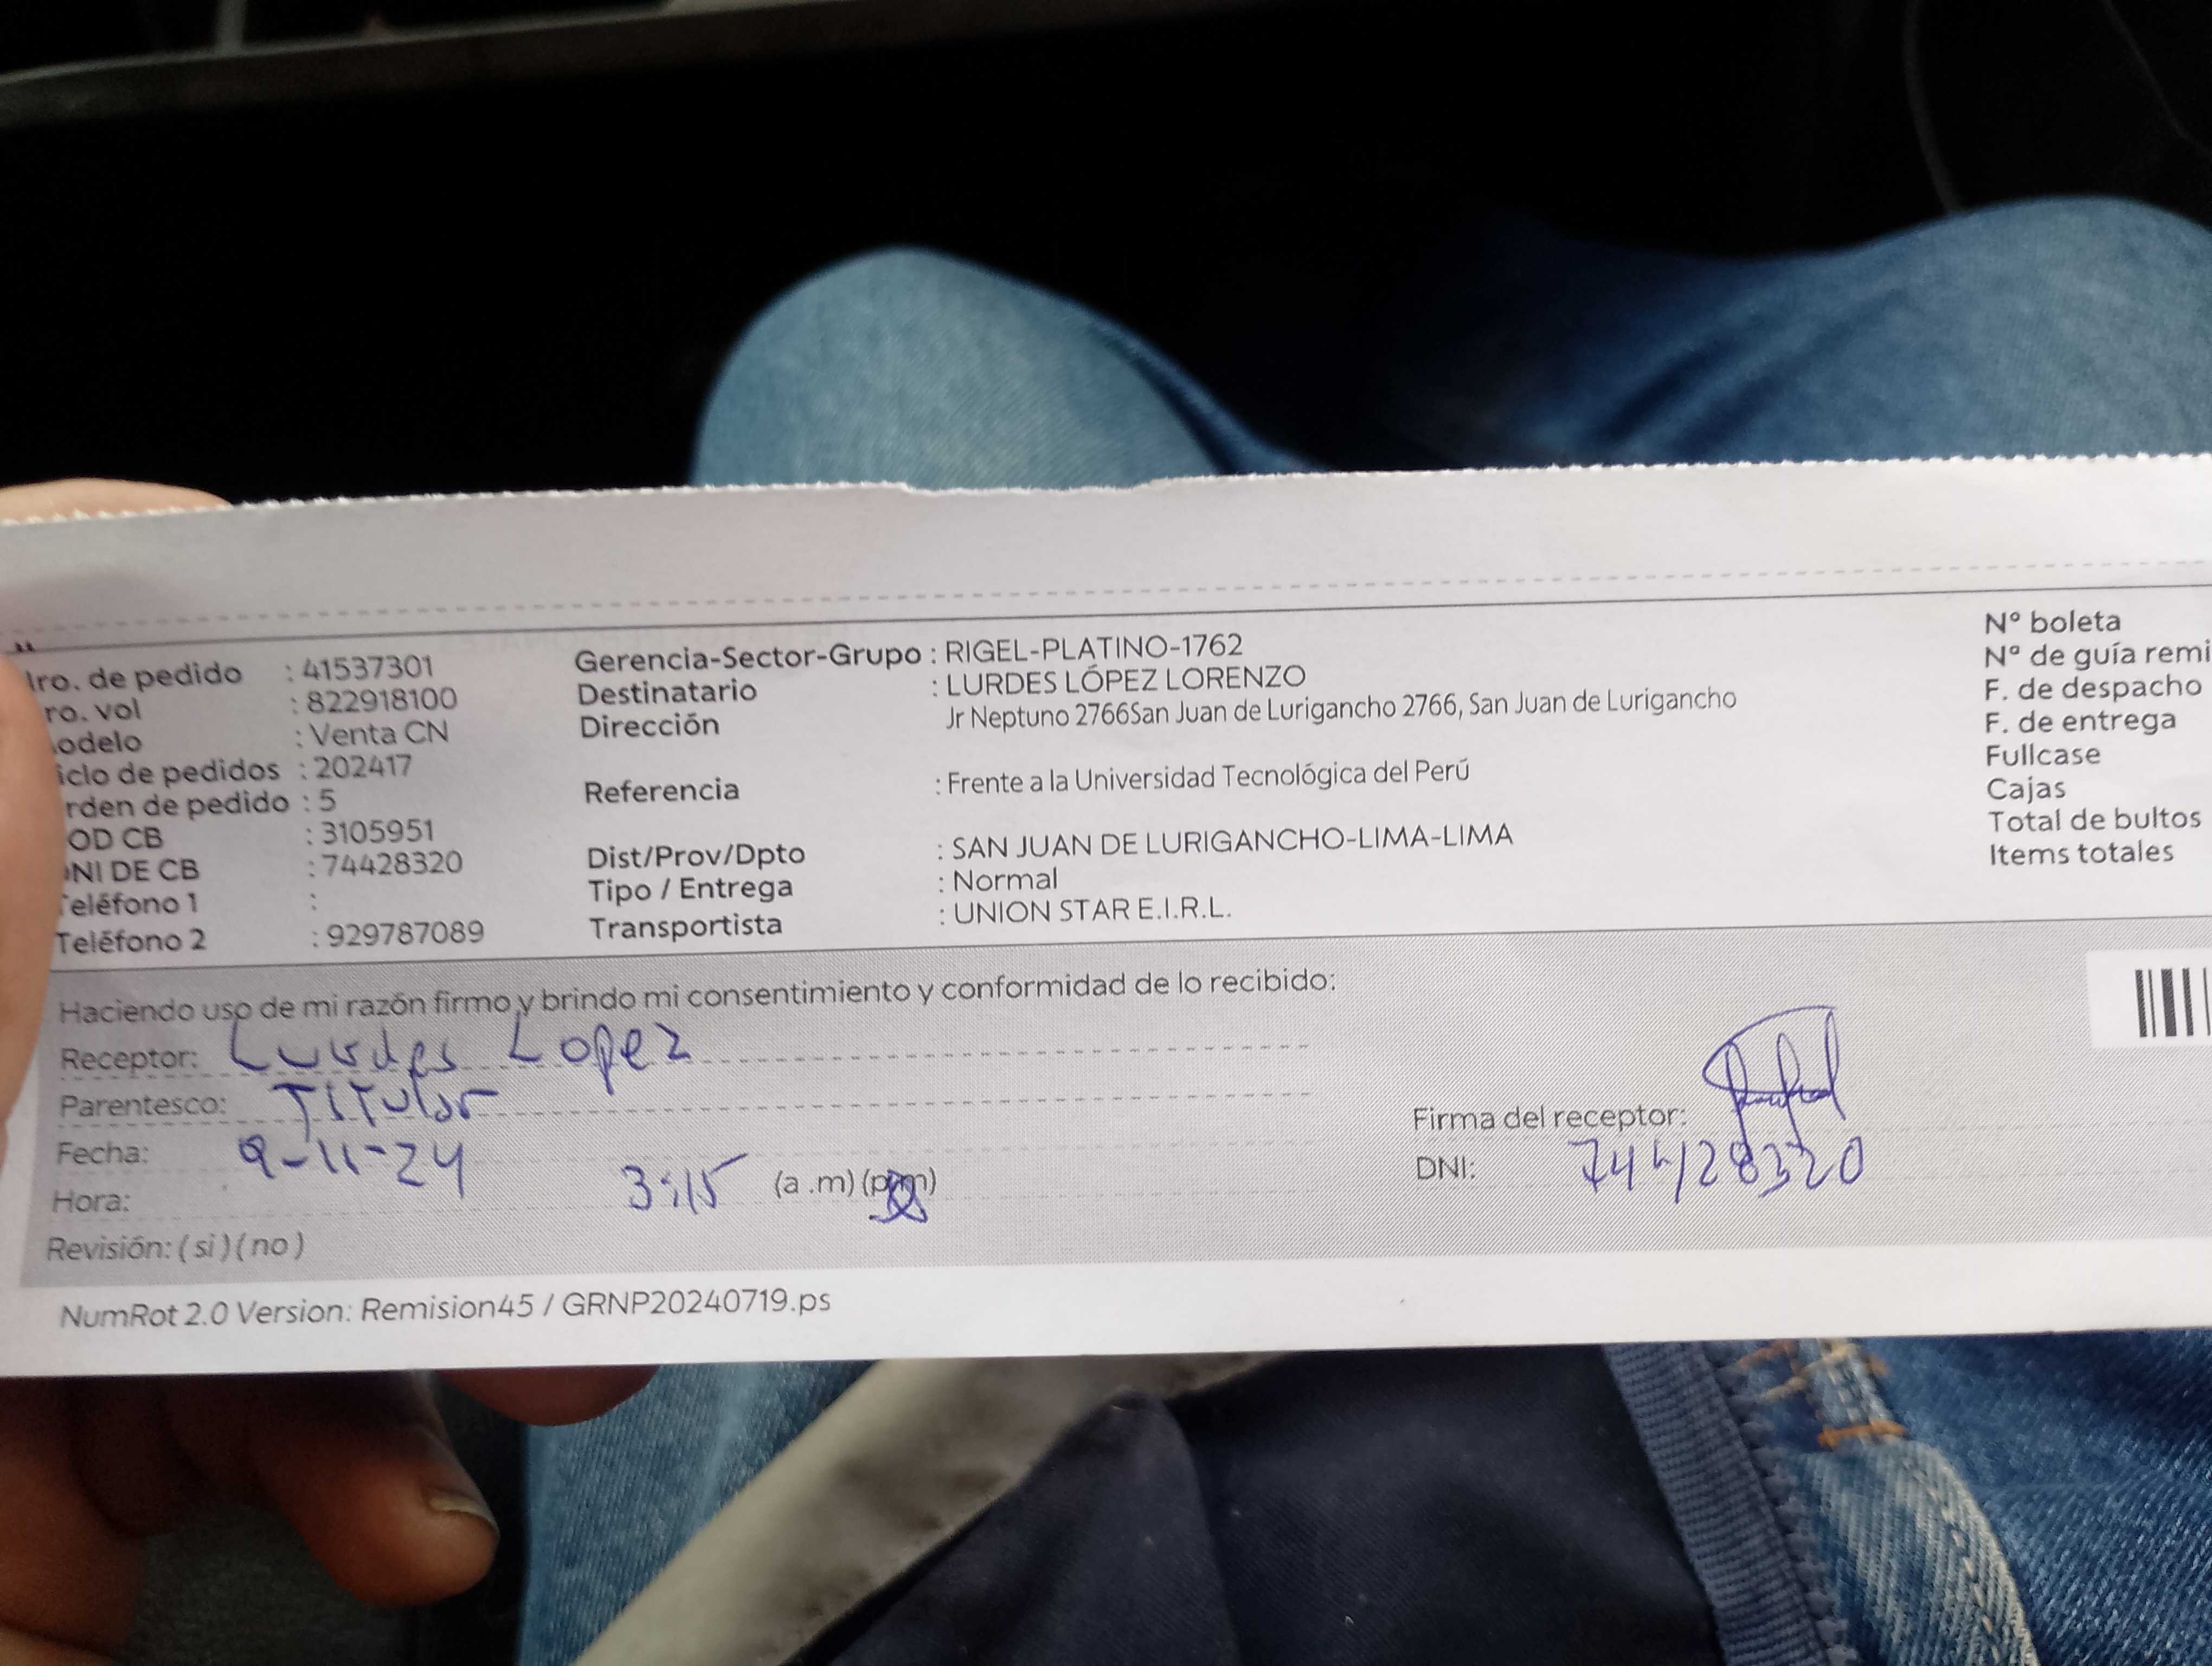 Nro. de pedido : 41537301
ro. vol : 822918100
odelo : Venta CN
iclo de pedidos : 202417
rden de pedido : 5
OD CB : 3105951
NI DE CB : 74428320
Teléfono 1 :
Teléfono 2 : 929787089
Gerencia-Sector-Grupo : RIGEL-PLATINO-1762
Destinatario : LURDES LÓPEZ LORENZO
Dirección Jr Neptuno 2766San Juan de Lurigancho 2766, San Juan de Lurigancho
Referencia : Frente a la Universidad Tecnológica del Perú
Dist/Prov/Dpto : SAN JUAN DE LURIGANCHO-LIMA-LIMA
Tipo / Entrega : Normal
Transportista : UNION STAR E.I.R.L.
N° boleta
N° de guía remi
F. de despacho
F. de entrega
Fullcase
Cajas
Total de bultos
Items totales
Haciendo uso de mi razón firmo y brindo mi consentimiento y conformidad de lo recibido:
Receptor: Lurdes Lopez
Parentesco: Titular
Fecha: 9-11-24
Hora: 3:15 (a .m) (p.m)
Revisión: ( si ) ( no )
Firma del receptor:
DNI: 74428320
NumRot 2.0 Version: Remision45 / GRNP20240719.ps